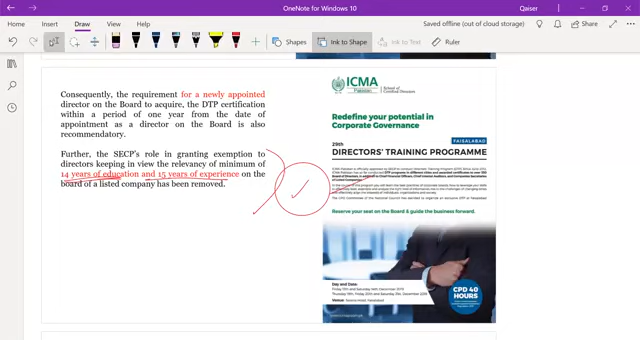 OneNote for Windows 10
Qaiser
Home Insert Draw View Help
Saved offline (out of cloud storage)
Share
Shapes
Ink to Shape
Ink to Text
Ruler
Consequently, the requirement for a newly appointed
director on the Board to acquire, the DTP certification
within a period of one year from the date of
appointment as a director on the Board is also
recommendatory.
Further, the SECP's role in granting exemption to
directors keeping in view the relevancy of minimum of
14 years of education and 15 years of experience on the
board of a listed company has been removed.
ICMA
Pakistan
School of
Certified Directors
Redefine your potential in
Corporate Governance
FAISALABAD
29th
DIRECTORS' TRAINING PROGRAMME
Reserve your seat on the Board & guide the business forward.
Day and Date:
CPD 40
HOURS